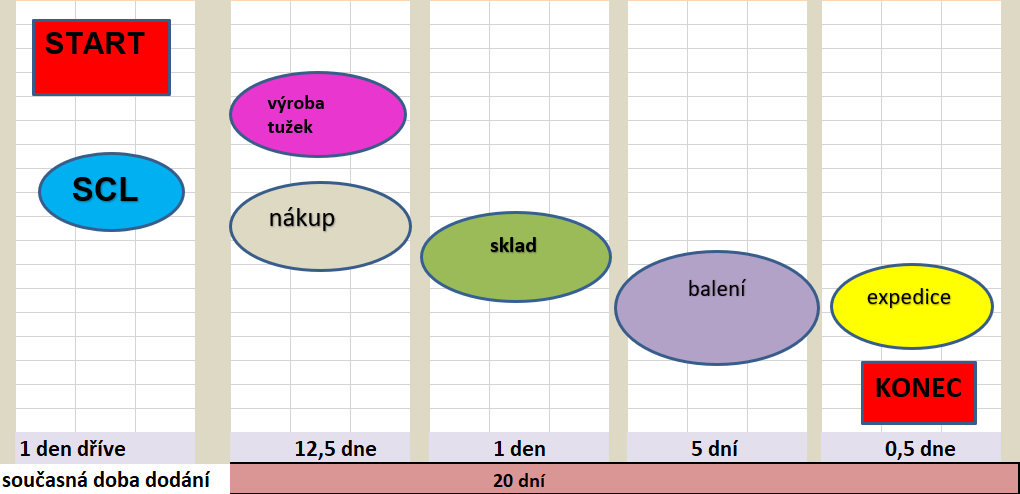 START
SCL
výroba
tužek
nákup
sklad
balení
expedice
KONEC
1 den dříve
12,5 dne
1 den
5 dní
0,5 dne
současná doba dodání
20 dní